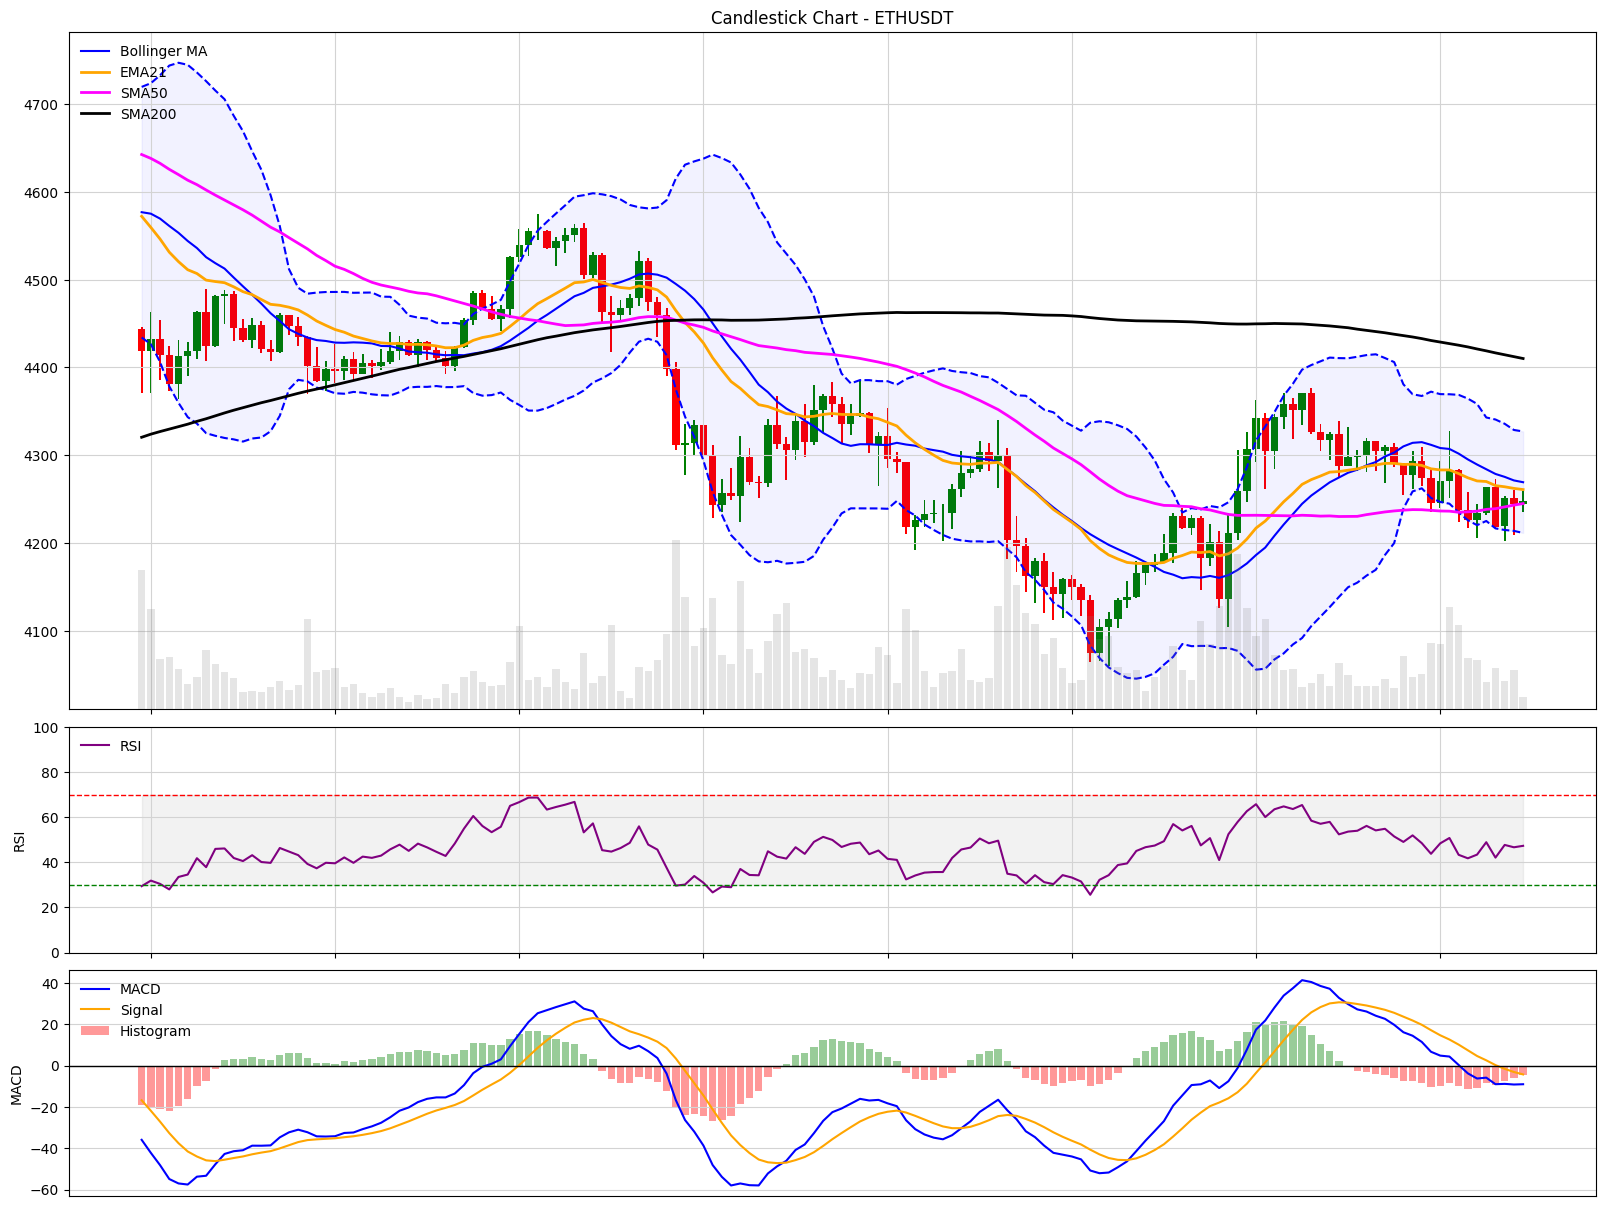 Candlestick Chart - ETHUSDT
Bollinger MA
EMA21
SMA50
SMA200
4700
4600
4500
4400
4300
4200
4100
RSI
100
80
60
40
20
0
RSI
MACD
Signal
Histogram
40
20
0
−20
−40
−60
MACD